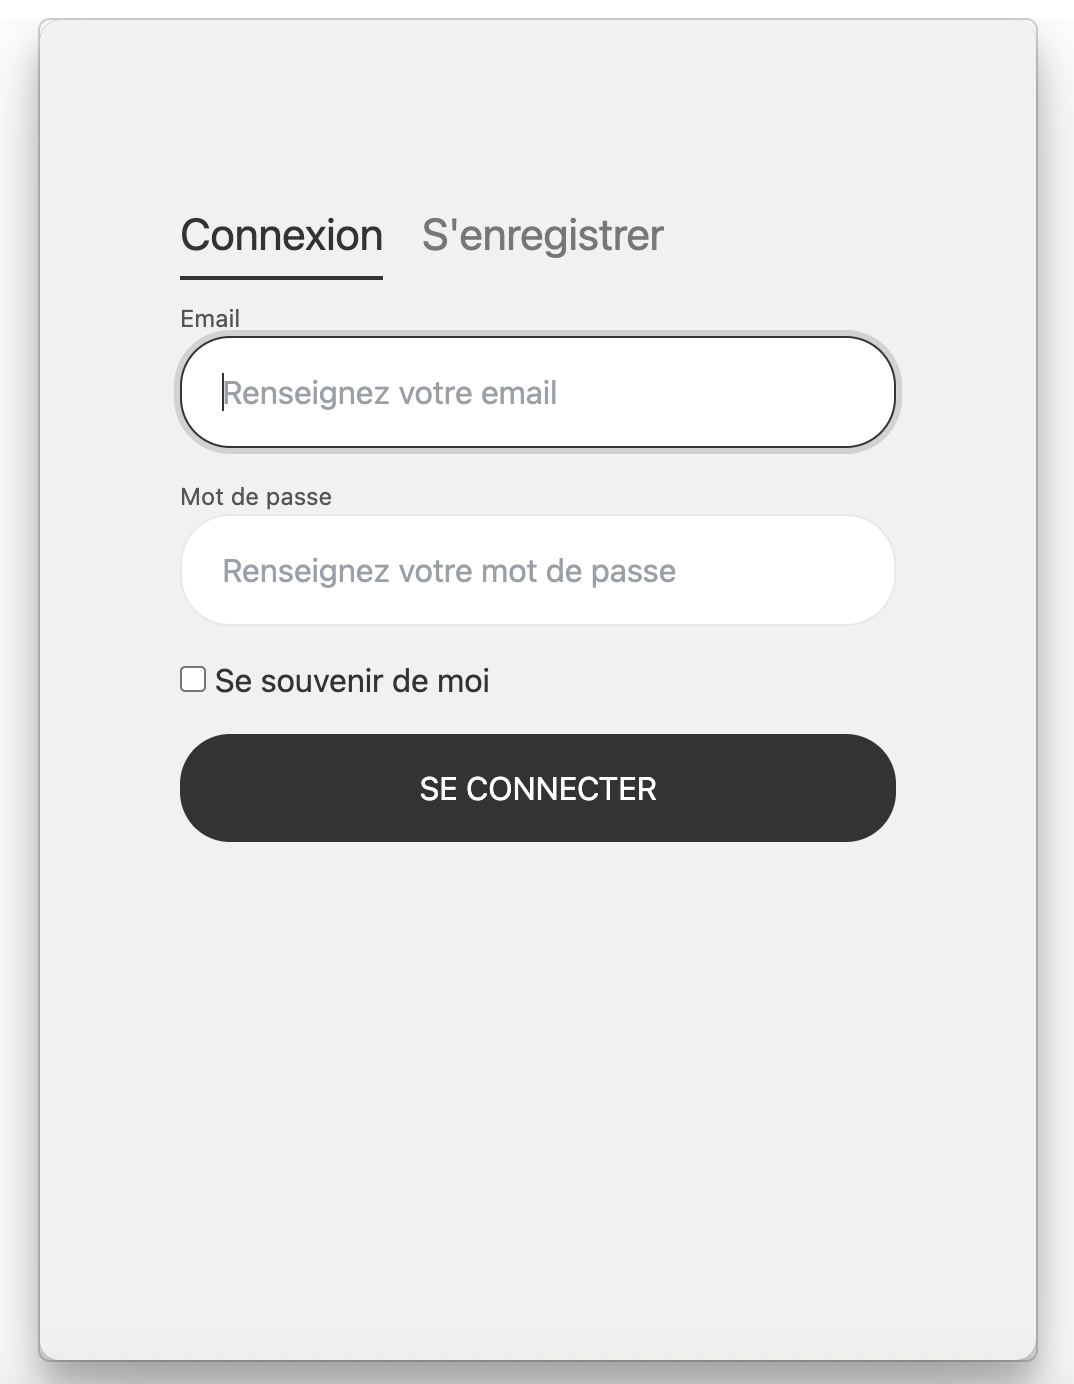 Connexion S'enregistrer
Email
Renseignez votre email
Mot de passe
Renseignez votre mot de passe
Se souvenir de moi
SE CONNECTER